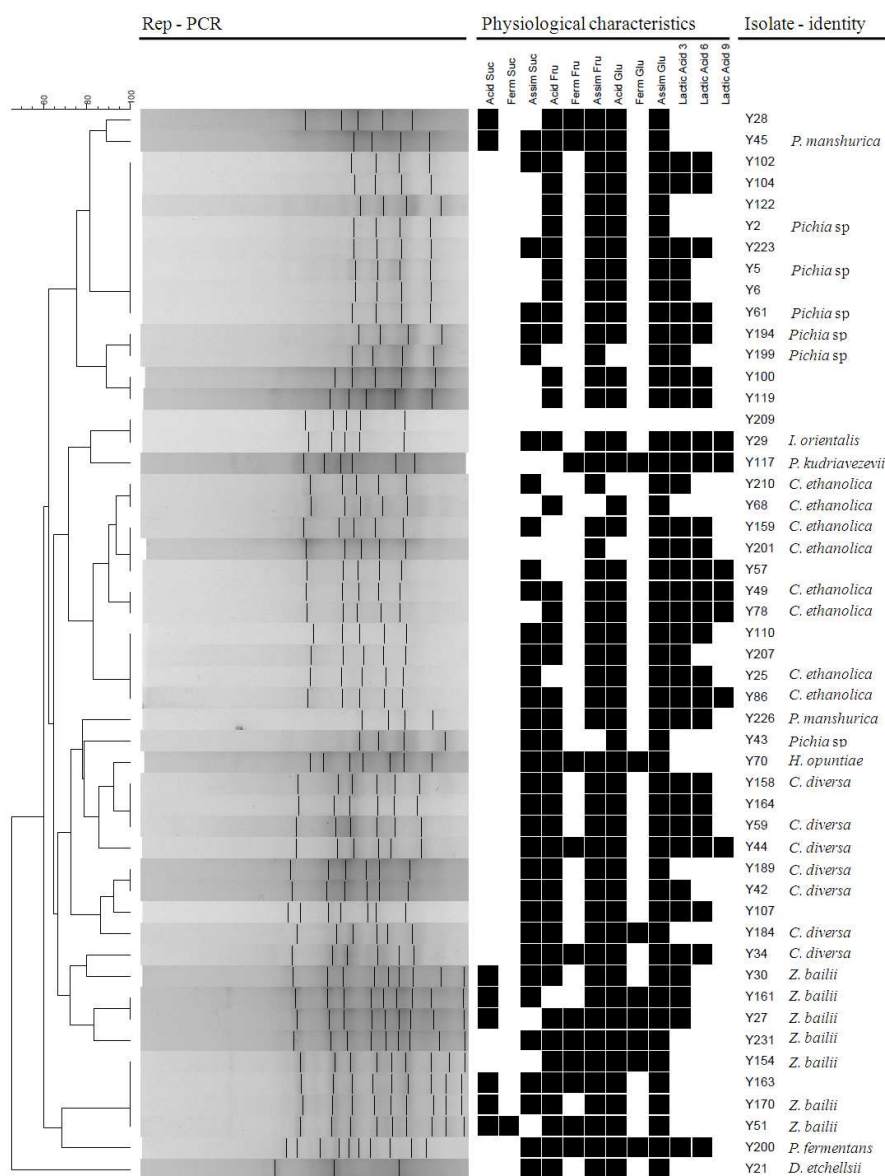 Rep - PCR Physiological characteristics Isolate - identity
60 80 100 Acid Suc Ferm Suc Assim Suc Acid Fru Ferm Fru Assim Fru Acid Glu Ferm Glu Assim Glu Lactic Acid 3 Lactic Acid 6 Lactic Acid 9
Y28
Y45 P. manshurica
Y102
Y104
Y122
Y2 Pichia sp
Y223
Y5 Pichia sp
Y6
Y61 Pichia sp
Y194 Pichia sp
Y199 Pichia sp
Y100
Y119
Y209
Y29 I. orientalis
Y117 P. kudriavezevii
Y210 C. ethanolica
Y68 C. ethanolica
Y159 C. ethanolica
Y201 C. ethanolica
Y57
Y49 C. ethanolica
Y78 C. ethanolica
Y110
Y207
Y25 C. ethanolica
Y86 C. ethanolica
Y226 P. manshurica
Y43 Pichia sp
Y70 H. opuntiae
Y158 C. diversa
Y164
Y59 C. diversa
Y44 C. diversa
Y189 C. diversa
Y42 C. diversa
Y107
Y184 C. diversa
Y34 C. diversa
Y30 Z. bailii
Y161 Z. bailii
Y27 Z. bailii
Y231 Z. bailii
Y154 Z. bailii
Y163
Y170 Z. bailii
Y51 Z. bailii
Y200 P. fermentans
Y21 D. etchellsii